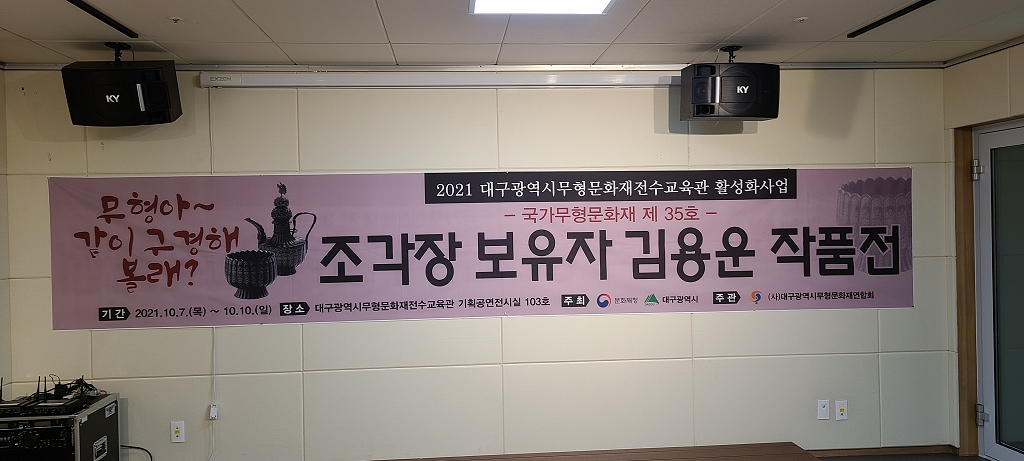 EXZEN
KY
KY
2021 대구광역시무형문화재전수교육관 활성화사업
무형아~
같이 구경해
볼래?
– 국가무형문화재 제 35호 –
조각장 보유자 김용운 작품전
기간 2021.10.7.(목) ~ 10.10.(일) 장소 대구광역시무형문화재전수교육관 기획공연전시실 103호 주최 문화재청 대구광역시 주관 (사)대구광역시무형문화재연합회